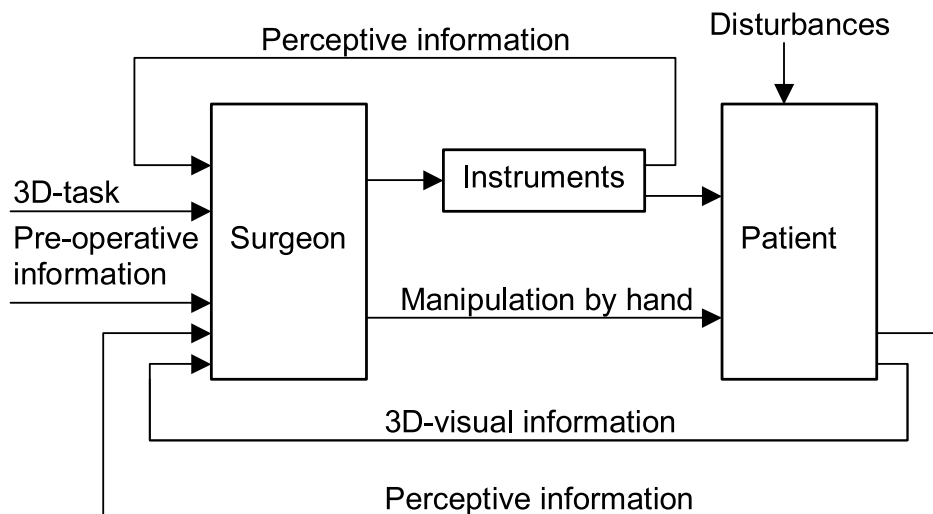 Perceptive information
Disturbances
Instruments
3D-task
Pre-operative
information
Surgeon
Patient
Manipulation by hand
3D-visual information
Perceptive information